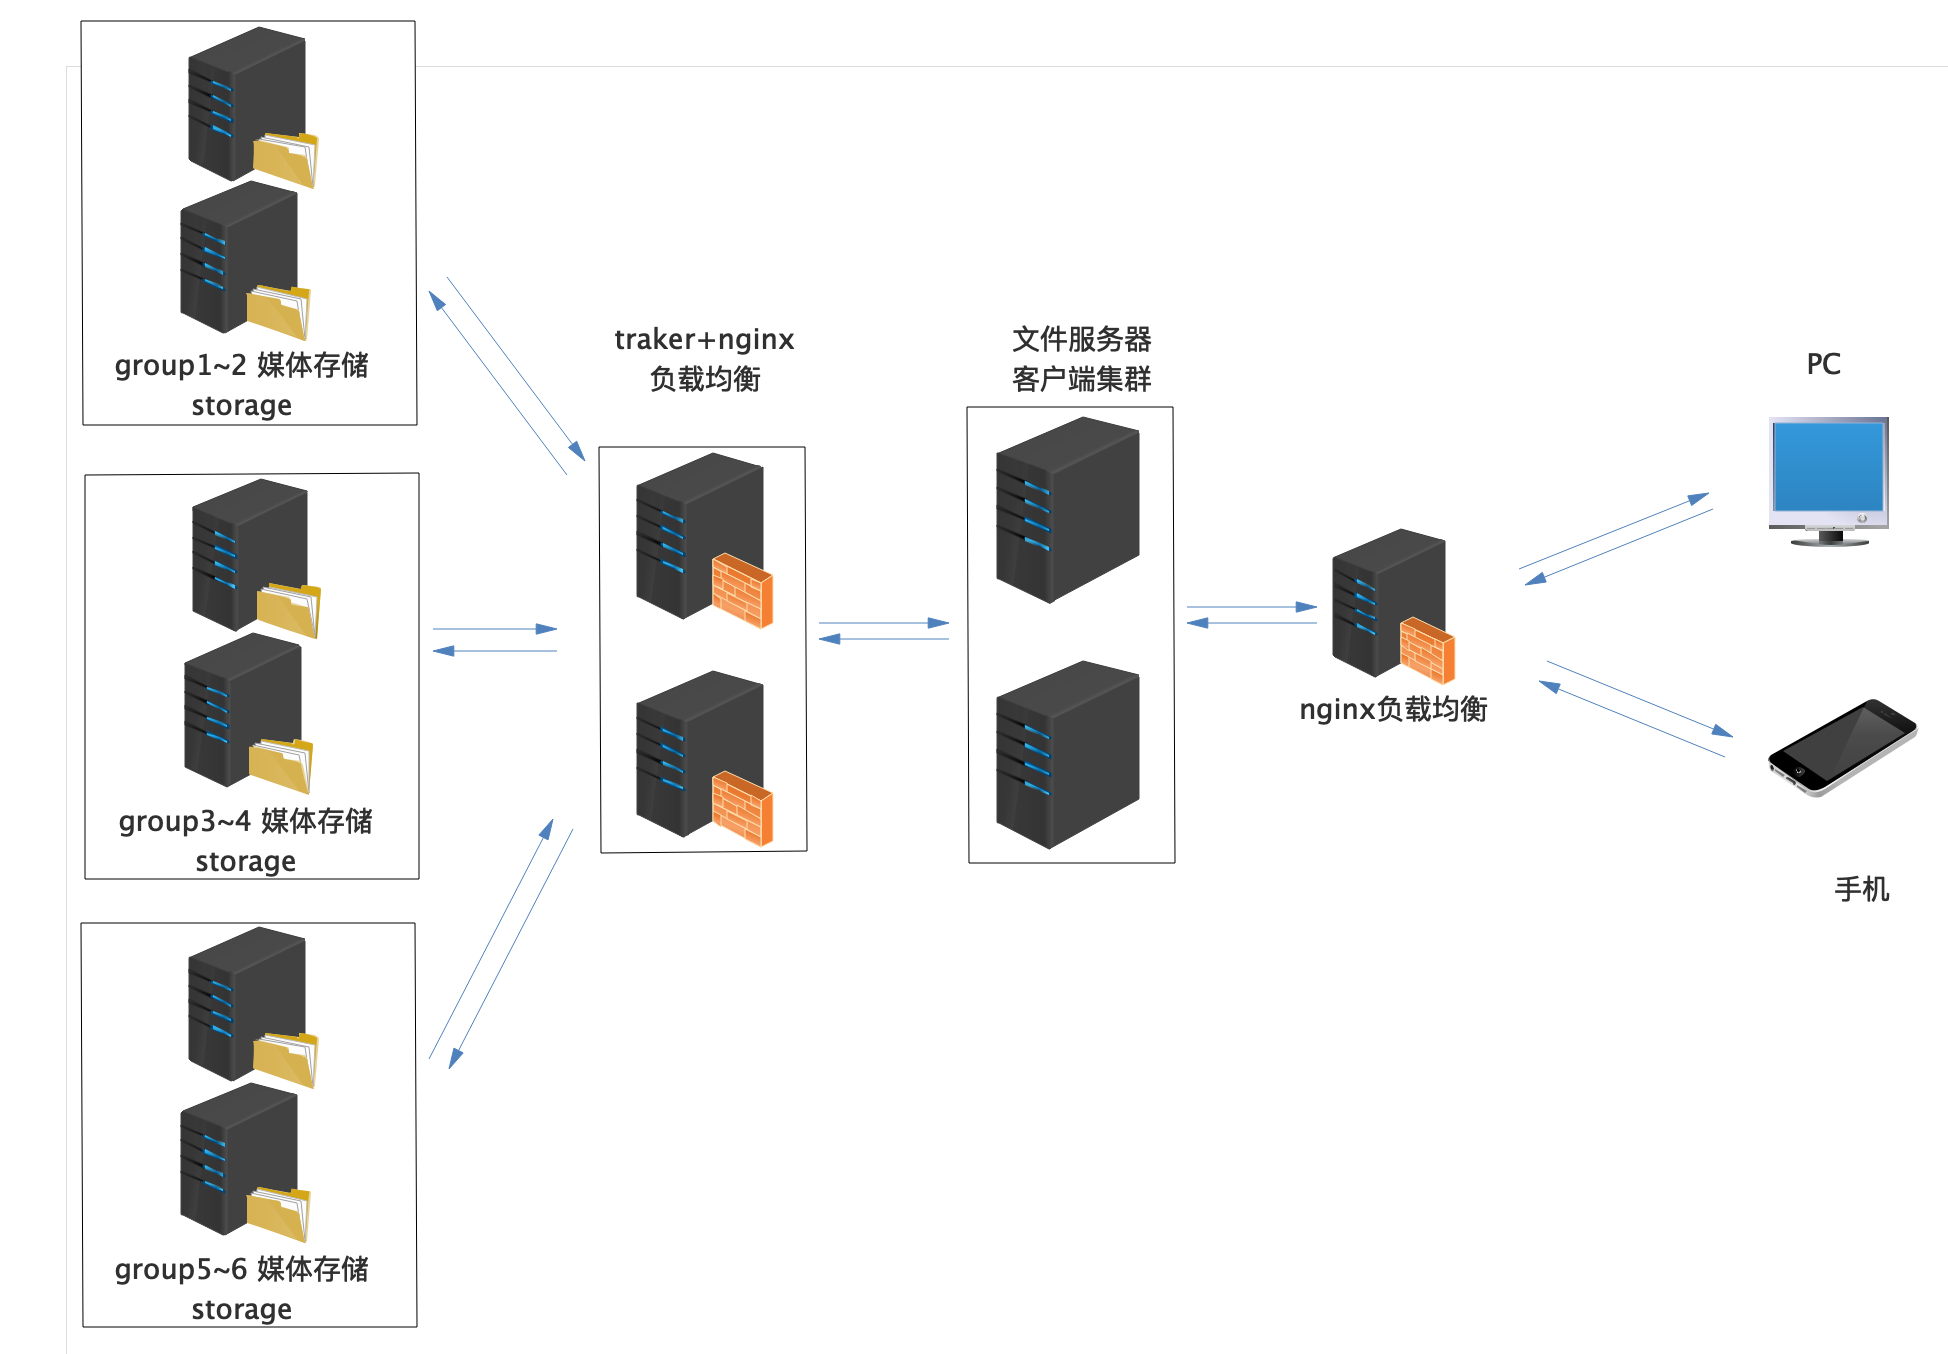 group1~2 媒体存储
storage
group3~4 媒体存储
storage
group5~6 媒体存储
storage
traker+nginx
负载均衡
文件服务器
客户端集群
nginx负载均衡
PC
手机